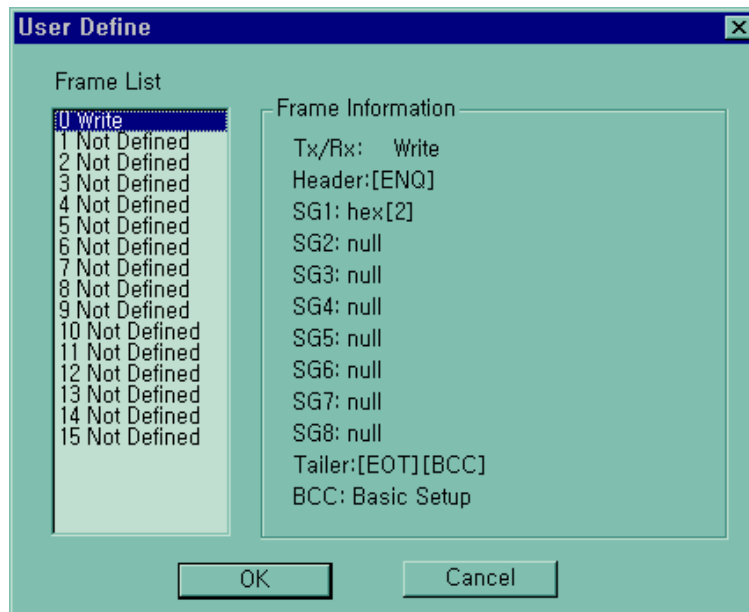 User Define
Frame List
0 Write
1 Not Defined
2 Not Defined
3 Not Defined
4 Not Defined
5 Not Defined
6 Not Defined
7 Not Defined
8 Not Defined
9 Not Defined
10 Not Defined
11 Not Defined
12 Not Defined
13 Not Defined
14 Not Defined
15 Not Defined
Frame Information
Tx/Rx: Write
Header:[ENQ]
SG1: hex[2]
SG2: null
SG3: null
SG4: null
SG5: null
SG6: null
SG7: null
SG8: null
Tailer:[EOT][BCC]
BCC: Basic Setup
OK Cancel